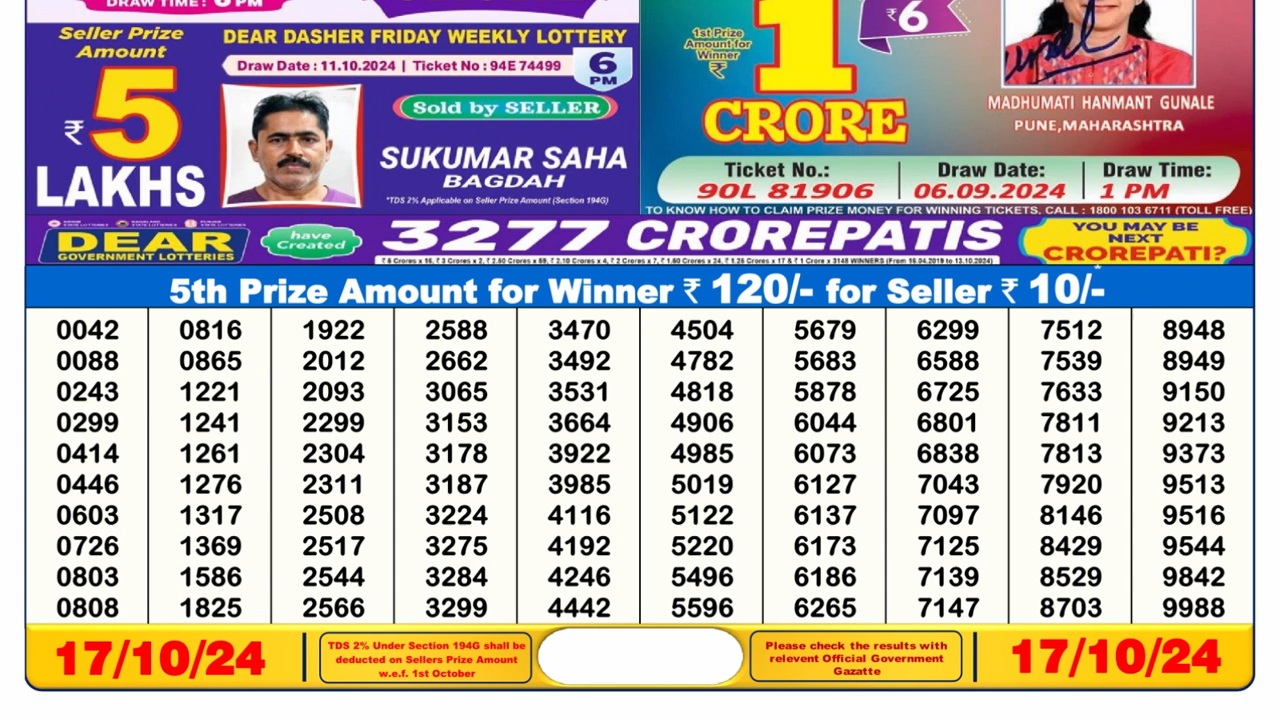 DRAW TIME: 6 PM
Seller Prize
Amount
₹5
LAKHS
DEAR DASHER FRIDAY WEEKLY LOTTERY
Draw Date : 11.10.2024 | Ticket No : 94E 74499
6
PM
Sold by SELLER
SUKUMAR SAHA
BAGDAH
*TDS 2% Applicable on Seller Prize Amount (Section 194G)
₹6
1st Prize
Amount for
Winner
₹
1
CRORE
MADHUMATI HANMANT GUNALE
PUNE,MAHARASHTRA
Ticket No.: Draw Date: Draw Time:
90L 81906 06.09.2024 1 PM
TO KNOW HOW TO CLAIM PRIZE MONEY FOR WINNING TICKETS. CALL : 1800 103 6711 (TOLL FREE)
DEAR
GOVERNMENT LOTTERIES
have
Created
3277 CROREPATIS
YOU MAY BE
NEXT
CROREPATI?
5th Prize Amount for Winner ₹ 120/- for Seller ₹ 10/-*
0042 0816 1922 2588 3470 4504 5679 6299 7512 8948
0088 0865 2012 2662 3492 4782 5683 6588 7539 8949
0243 1221 2093 3065 3531 4818 5878 6725 7633 9150
0299 1241 2299 3153 3664 4906 6044 6801 7811 9213
0414 1261 2304 3178 3922 4985 6073 6838 7813 9373
0446 1276 2311 3187 3985 5019 6127 7043 7920 9513
0603 1317 2508 3224 4116 5122 6137 7097 8146 9516
0726 1369 2517 3275 4192 5220 6173 7125 8429 9544
0803 1586 2544 3284 4246 5496 6186 7139 8529 9842
0808 1825 2566 3299 4442 5596 6265 7147 8703 9988
17/10/24
TDS 2% Under Section 194G shall be
deducted on Sellers Prize Amount
w.e.f. 1st October
Please check the results with
relevent Official Government
Gazatte
17/10/24